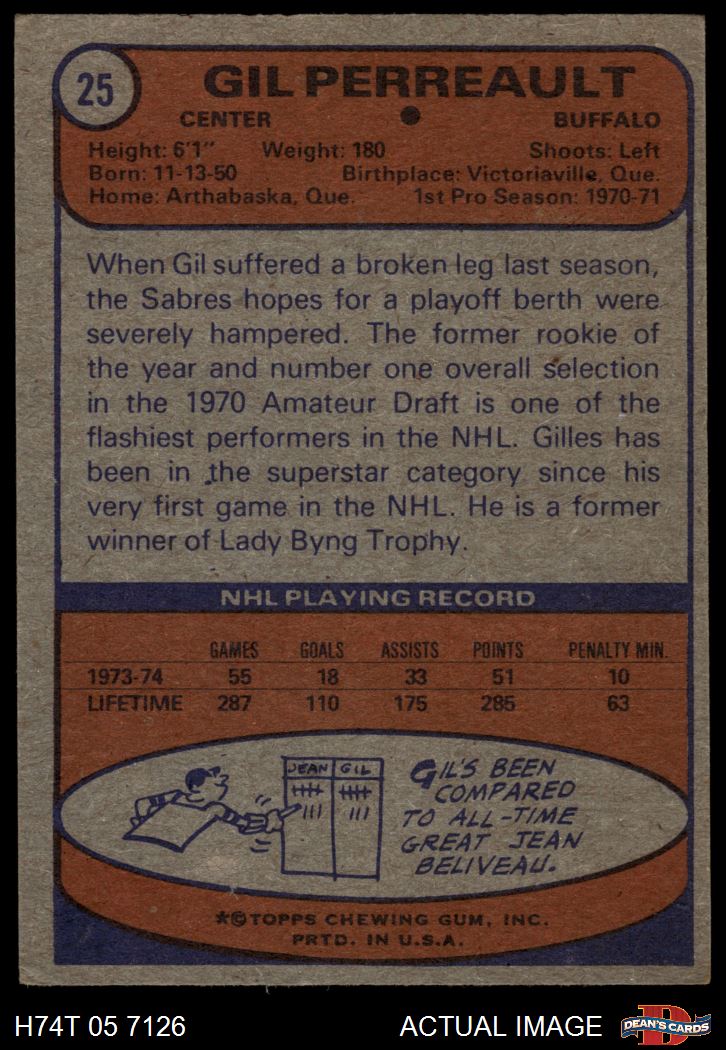 25
GIL PERREAULT
CENTER ● BUFFALO
Height: 6'1" Weight: 180 Shoots: Left
Born: 11-13-50 Birthplace: Victoriaville, Que.
Home: Arthabaska, Que. 1st Pro Season: 1970-71
When Gil suffered a broken leg last season,
the Sabres hopes for a playoff berth were
severely hampered. The former rookie of
the year and number one overall selection
in the 1970 Amateur Draft is one of the
flashiest performers in the NHL. Gilles has
been in the superstar category since his
very first game in the NHL. He is a former
winner of Lady Byng Trophy.
NHL PLAYING RECORD
GAMES GOALS ASSISTS POINTS PENALTY MIN.
1973-74 55 18 33 51 10
LIFETIME 287 110 175 285 63
JEAN GIL
GIL'S BEEN
COMPARED
TO ALL-TIME
GREAT JEAN
BELIVEAU.
★©TOPPS CHEWING GUM, INC.
PRTD. IN U.S.A.
H74T 05 7126 ACTUAL IMAGE
D
DEAN'S CARDS